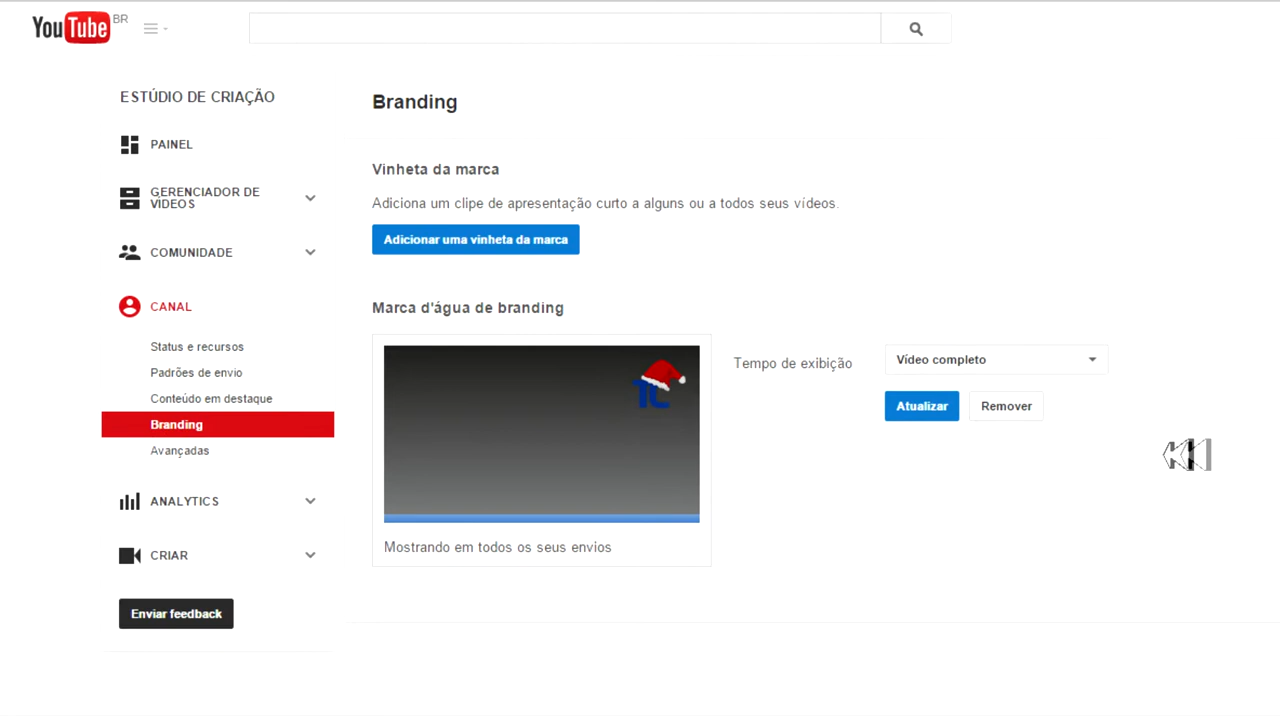 YouTube BR
ESTÚDIO DE CRIAÇÃO
PAINEL
GERENCIADOR DE
VÍDEOS
COMUNIDADE
CANAL
Status e recursos
Padrões de envio
Conteúdo em destaque
Branding
Avançadas
ANALYTICS
CRIAR
Enviar feedback
Branding
Vinheta da marca
Adiciona um clipe de apresentação curto a alguns ou a todos seus vídeos.
Adicionar uma vinheta da marca
Marca d'água de branding
TC
Mostrando em todos os seus envios
Tempo de exibição
Vídeo completo
Atualizar
Remover